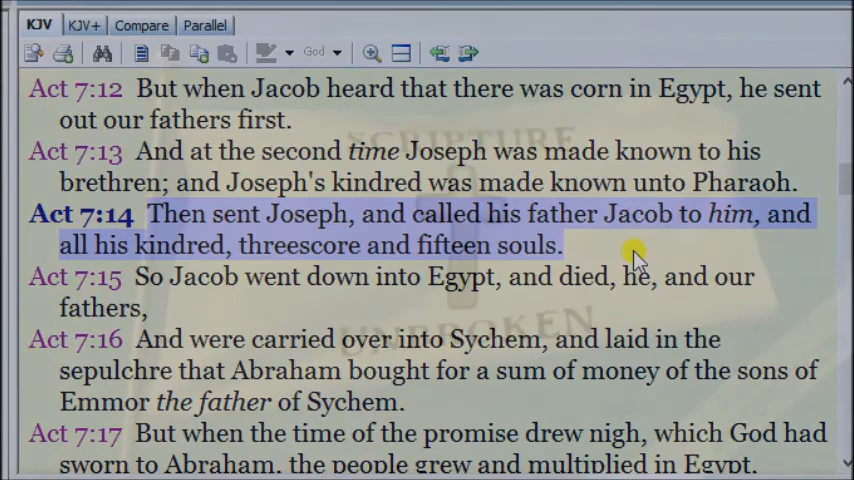 KJV KJV+ Compare Parallel
God
Act 7:12 But when Jacob heard that there was corn in Egypt, he sent
out our fathers first.
Act 7:13 And at the second time Joseph was made known to his
brethren; and Joseph's kindred was made known unto Pharaoh.
Act 7:14 Then sent Joseph, and called his father Jacob to him, and
all his kindred, threescore and fifteen souls.
Act 7:15 So Jacob went down into Egypt, and died, he, and our
fathers,
Act 7:16 And were carried over into Sychem, and laid in the
sepulchre that Abraham bought for a sum of money of the sons of
Emmor the father of Sychem.
Act 7:17 But when the time of the promise drew nigh, which God had
sworn to Abraham, the people grew and multiplied in Egypt,
SCRIPTURE
UNBROKEN